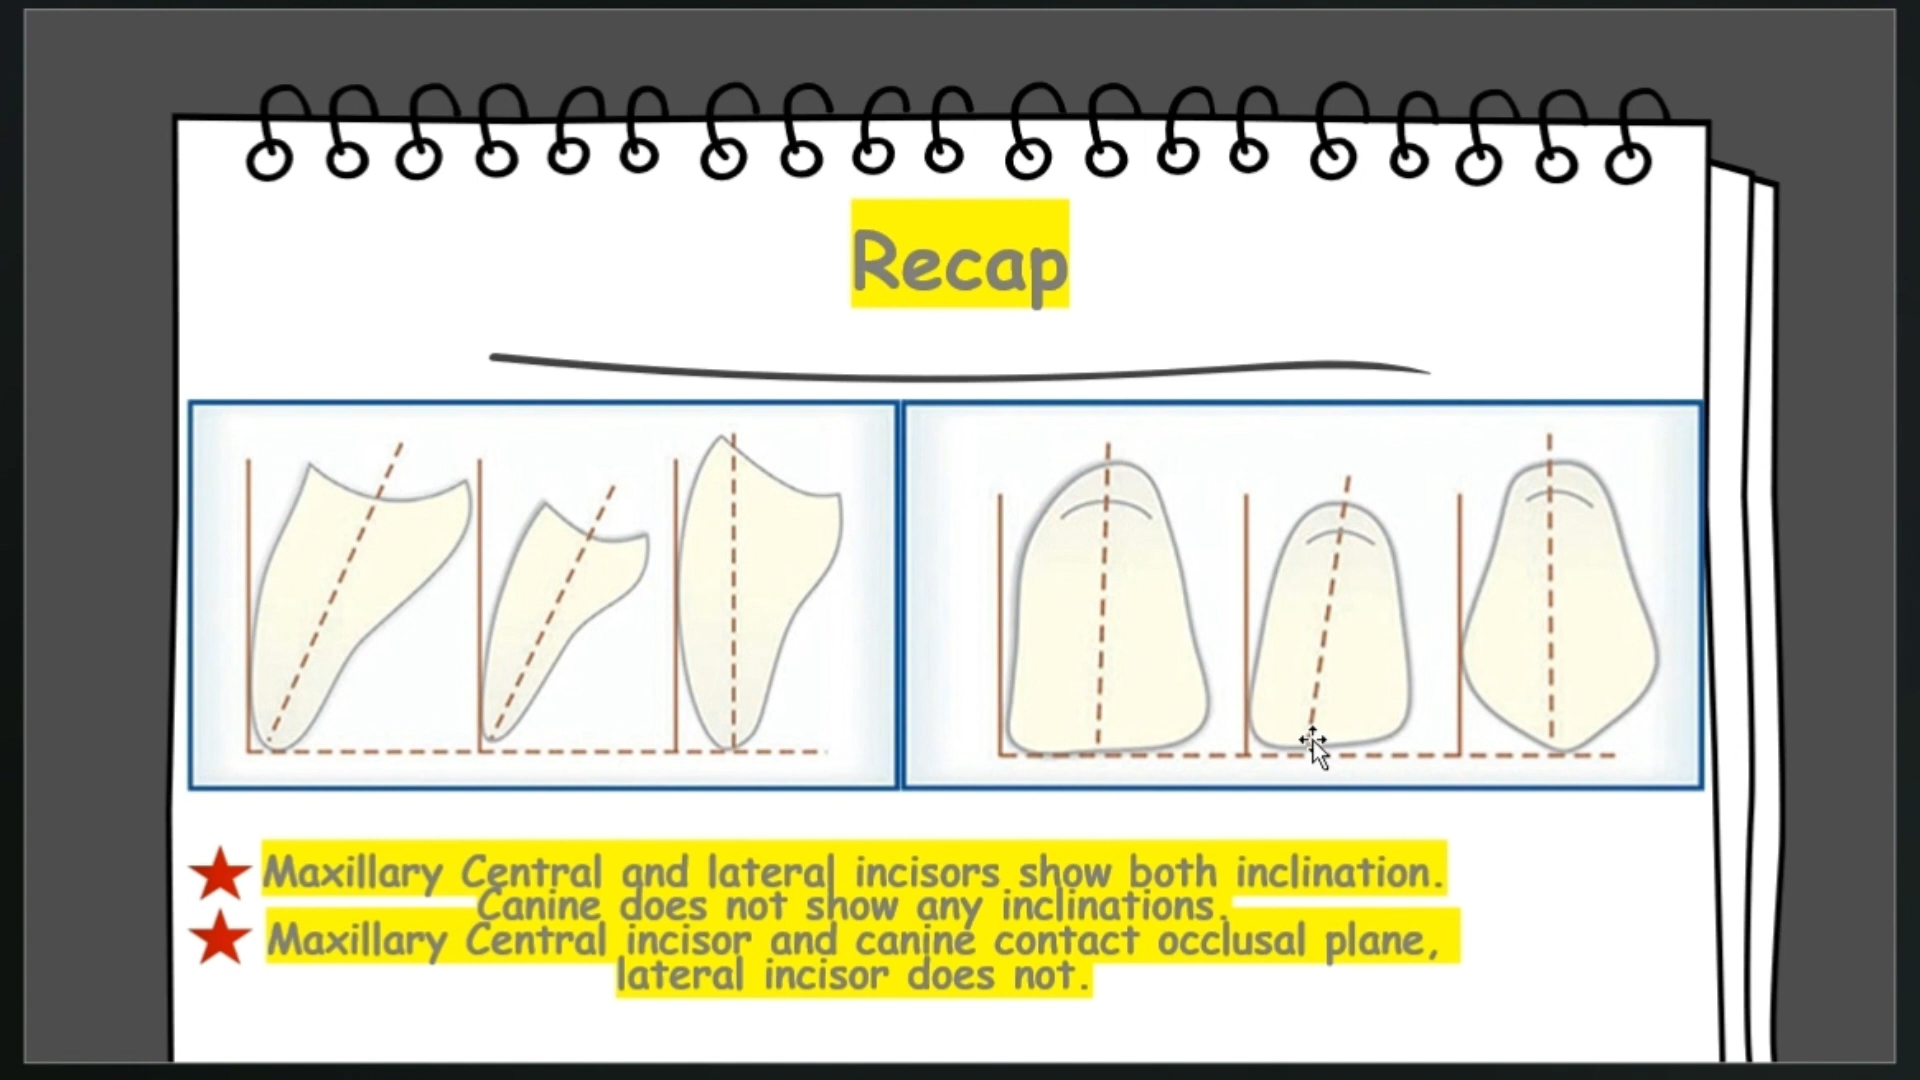 Recap
Maxillary Central and lateral incisors show both inclination.
Canine does not show any inclinations.
Maxillary Central incisor and canine contact occlusal plane,
lateral incisor does not.